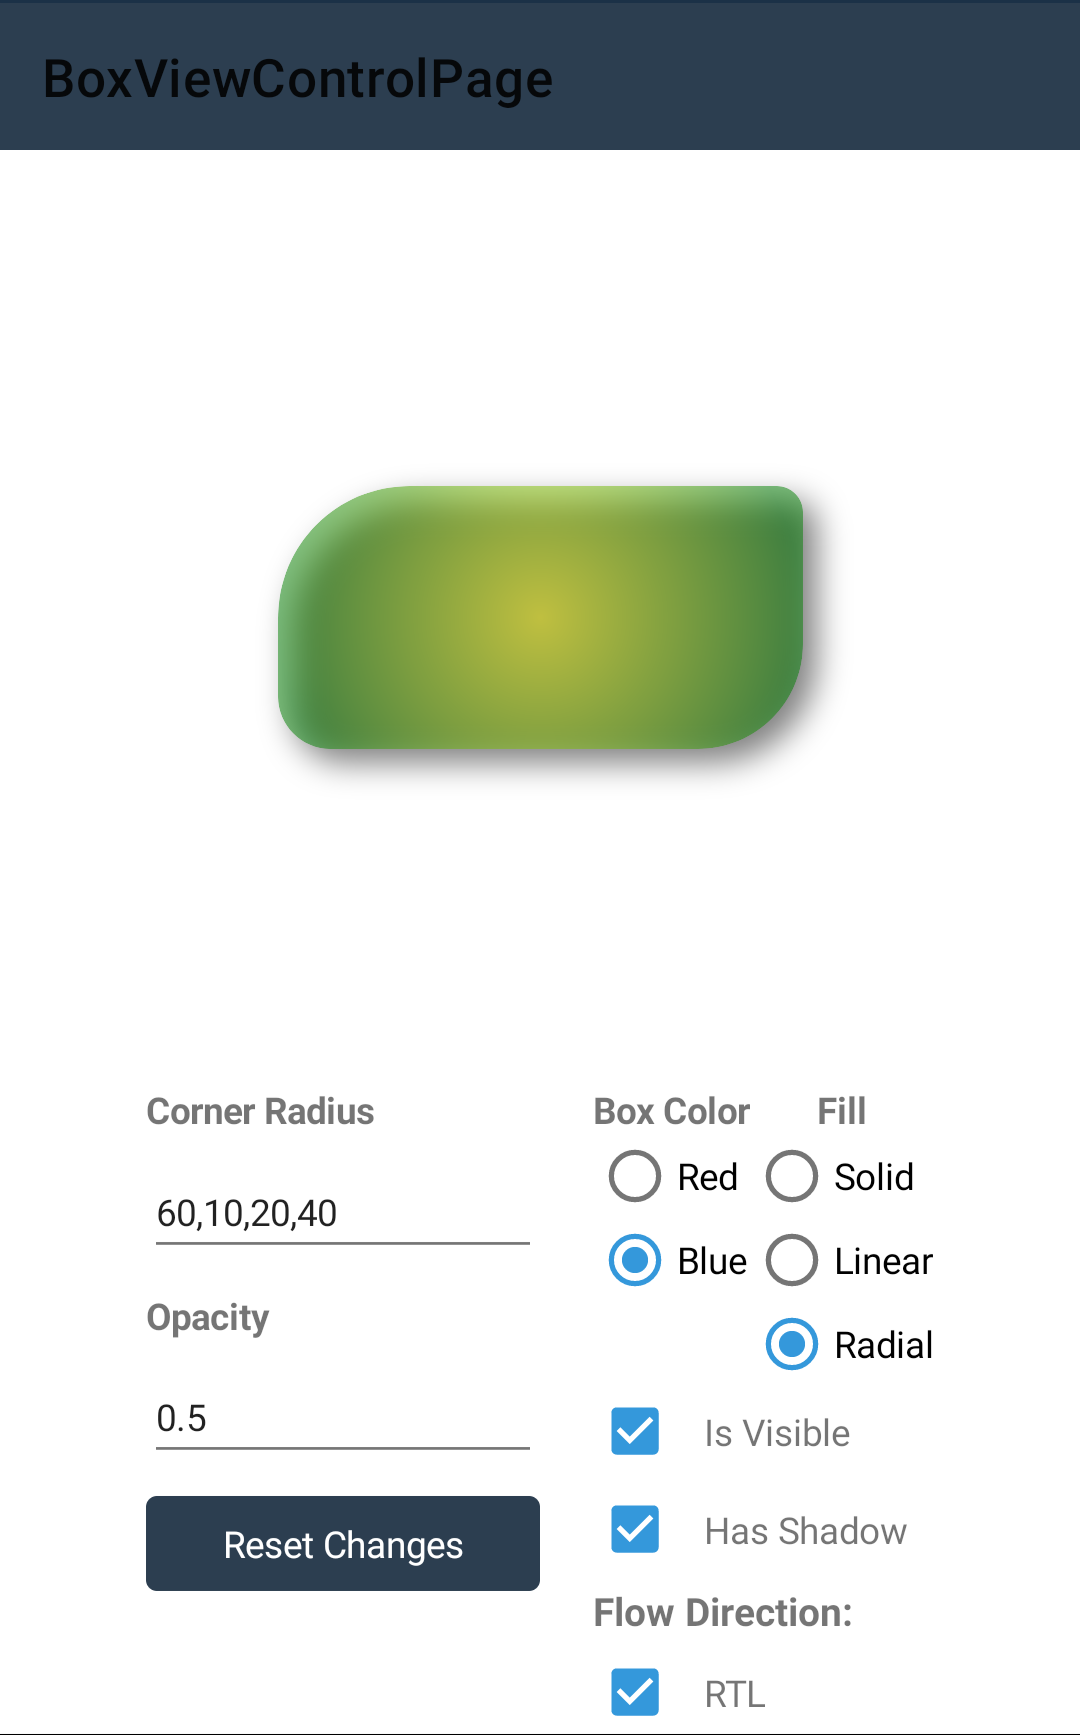 BoxViewControlPage
Corner Radius
60,10,20,40
Opacity
0.5
Reset Changes
Box Color
Red
Blue
Fill
Solid
Linear
Radial
Is Visible
Has Shadow
Flow Direction:
RTL